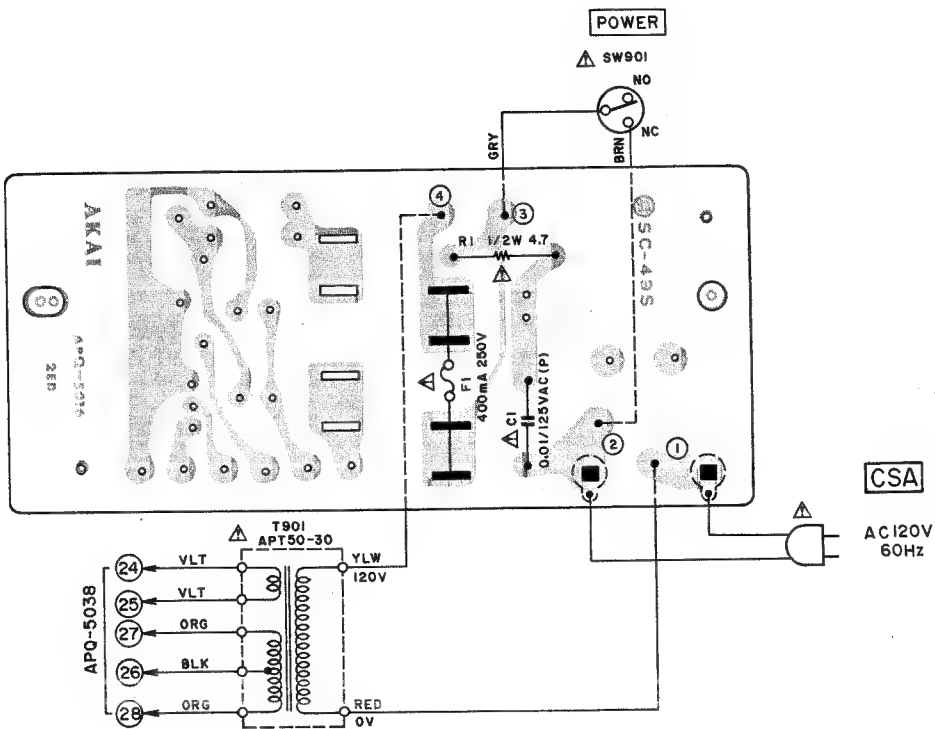 POWER
SW901
NO
NC
GRY
BRN
AKAI
4
3
R1 1/2W 4.7
SC-49S
F1
400mA 250V
C1
0.01/125VAC(P)
2
1
CSA
AC120V
60Hz
T901
APT50-30
YLW
120V
RED
0V
APQ-5038
24
VLT
25
VLT
27
ORG
26
BLK
28
ORG